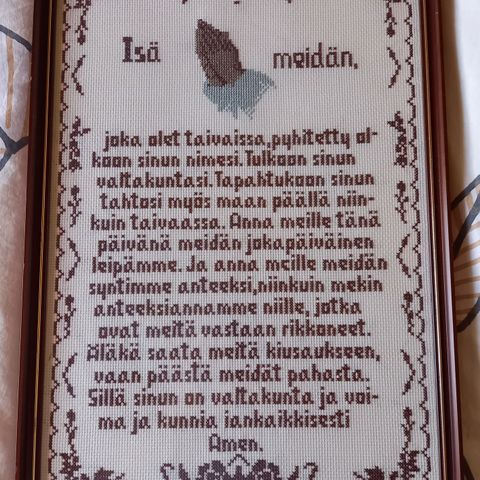 Isä meidän,
joka olet taivaissa,pyhitetty ol-
koon sinun nimesi.Tulkoon sinun
valtakuntasi.Tapahtukoon sinun
tahtosi myös maan päällä niin-
kuin taivaassa. Anna meille tänä
päivänä meidän jokapäiväinen
leipämme. Ja anna meille meidän
syntimme anteeksi,niinkuin mekin
anteeksiannamme niille, jotka
ovat meitä vastaan rikkoneet.
Äläkä saata meitä kiusaukseen,
vaan päästä meidät pahasta.
Sillä sinun on valtakunta ja voi-
ma ja kunnia iankaikkisesti
Amen.